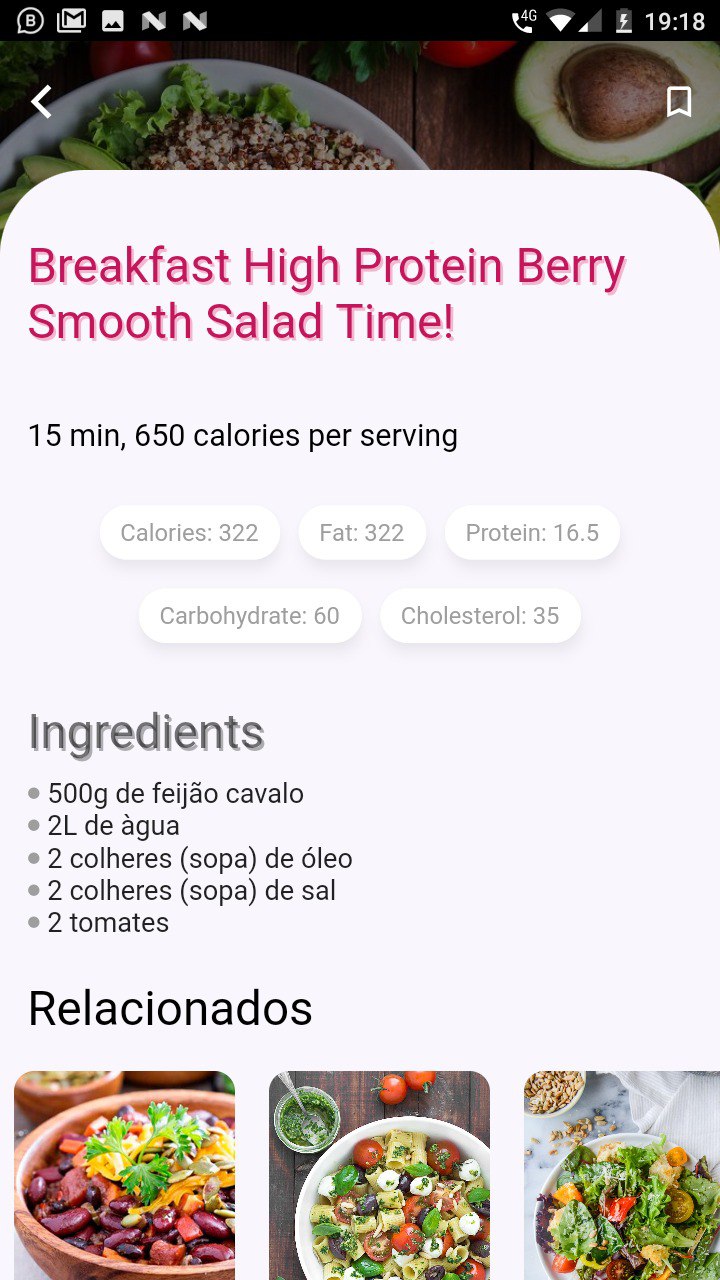 4G 19:18
Breakfast High Protein Berry
Smooth Salad Time!
15 min, 650 calories per serving
Calories: 322 Fat: 322 Protein: 16.5
Carbohydrate: 60 Cholesterol: 35
Ingredients
500g de feijão cavalo
2L de àgua
2 colheres (sopa) de óleo
2 colheres (sopa) de sal
2 tomates
Relacionados